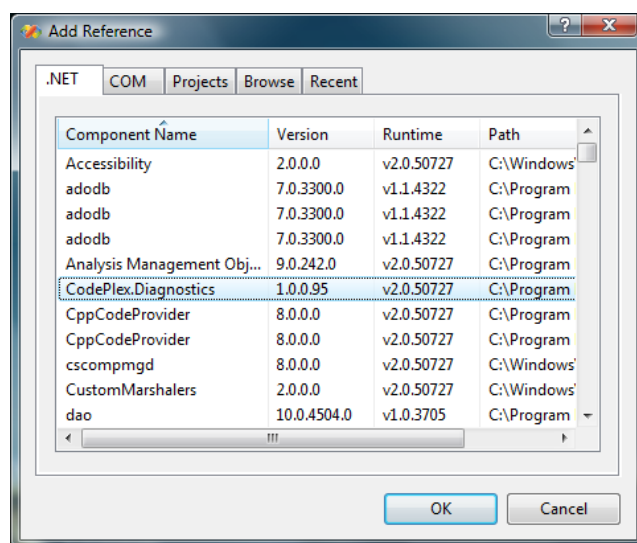 Add Reference
.NET COM Projects Browse Recent
Component Name Version Runtime Path
Accessibility 2.0.0.0 v2.0.50727 C:\Windows'
adodb 7.0.3300.0 v1.1.4322 C:\Program
adodb 7.0.3300.0 v1.1.4322 C:\Program
adodb 7.0.3300.0 v1.1.4322 C:\Program
Analysis Management Obj... 9.0.242.0 v2.0.50727 C:\Program
CodePlex.Diagnostics 1.0.0.95 v2.0.50727 C:\Program
CppCodeProvider 8.0.0.0 v2.0.50727 C:\Program
CppCodeProvider 8.0.0.0 v2.0.50727 C:\Program
cscompmgd 8.0.0.0 v2.0.50727 C:\Windows'
CustomMarshalers 2.0.0.0 v2.0.50727 C:\Windows'
dao 10.0.4504.0 v1.0.3705 C:\Program
OK Cancel